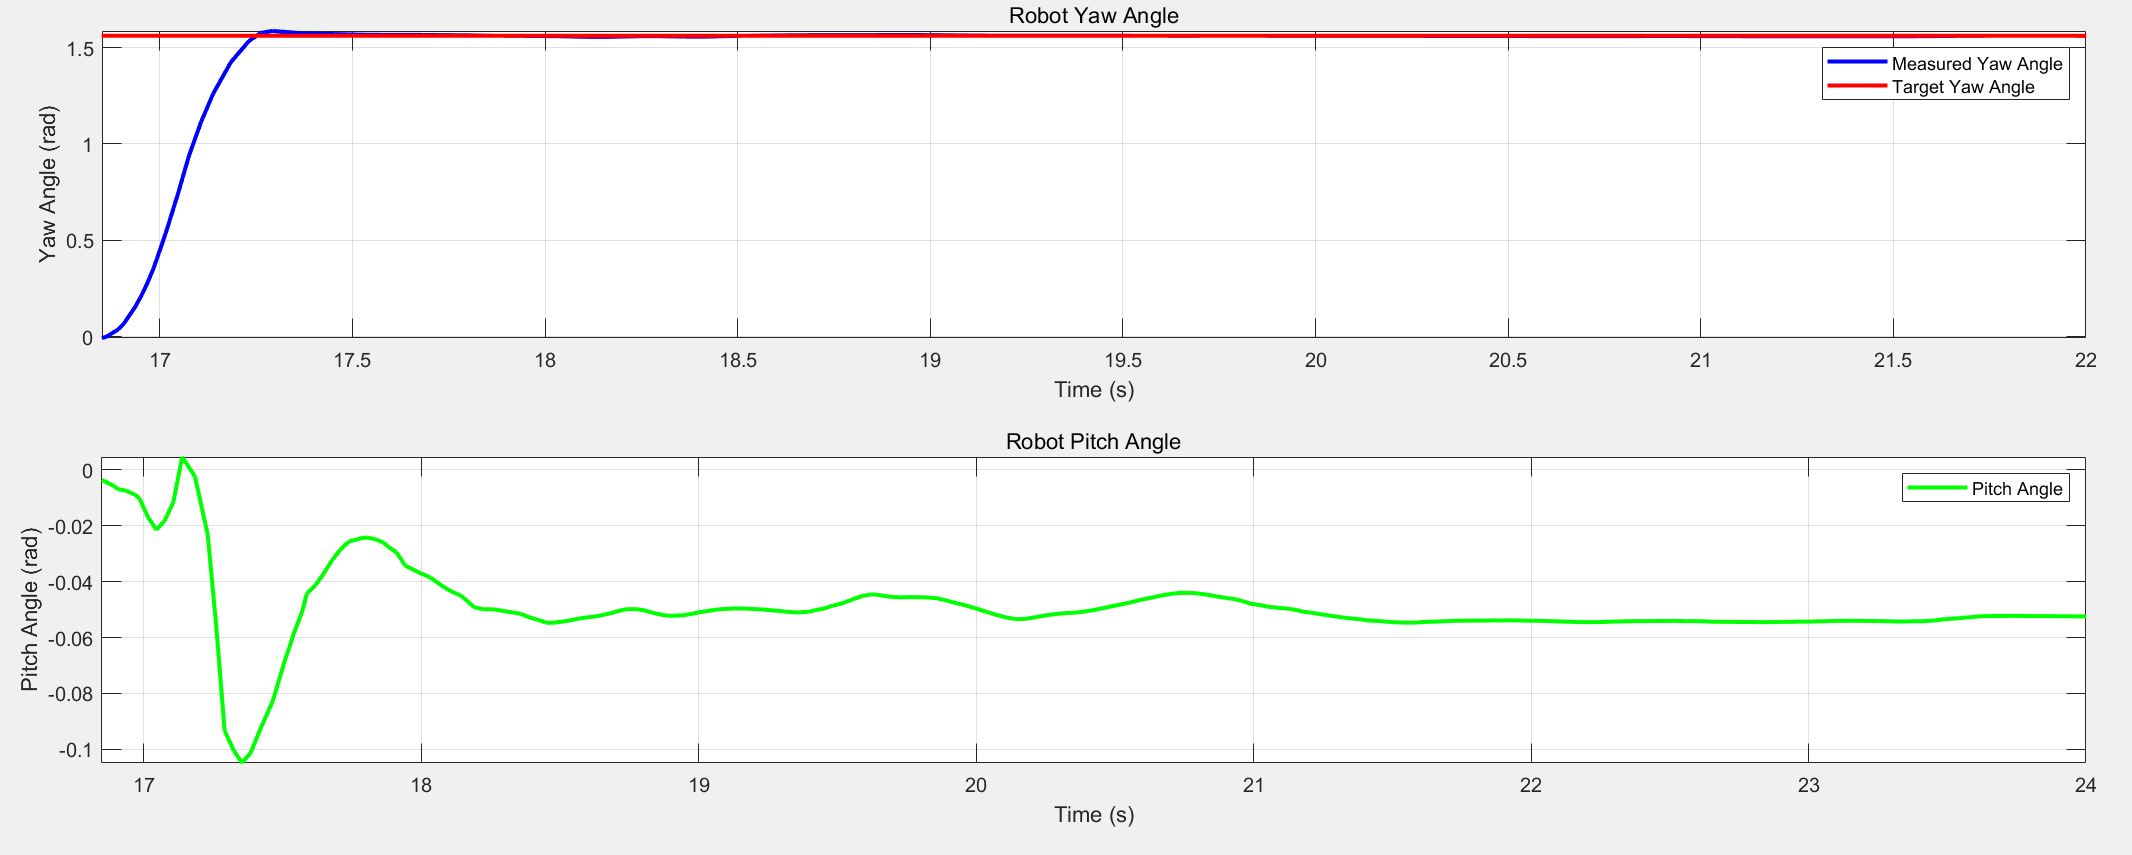 Robot Yaw Angle
Yaw Angle (rad)
1.5
1
0.5
0
Measured Yaw Angle
Target Yaw Angle
17 17.5 18 18.5 19 19.5 20 20.5 21 21.5 22
Time (s)
Robot Pitch Angle
Pitch Angle (rad)
0
-0.02
-0.04
-0.06
-0.08
-0.1
Pitch Angle
17 18 19 20 21 22 23 24
Time (s)